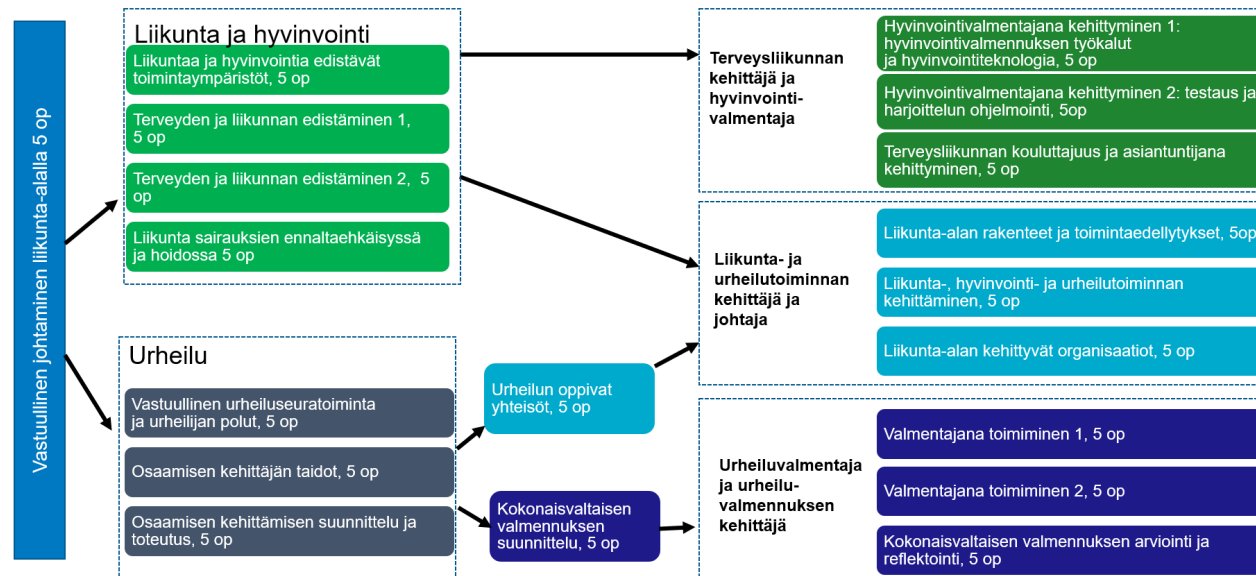 Vastuullinen johtaminen liikunta-alalla 5 op
Liikunta ja hyvinvointi
Liikuntaa ja hyvinvointia edistävät
toimintaympäristöt, 5 op
Terveyden ja liikunnan edistäminen 1,
5 op
Terveyden ja liikunnan edistäminen 2, 5
op
Liikunta sairauksien ennaltaehkäisyssä
ja hoidossa 5 op
Urheilu
Vastuullinen urheiluseuratoiminta
ja urheilijan polut, 5 op
Osaamisen kehittäjän taidot, 5 op
Osaamisen kehittämisen suunnittelu ja
toteutus, 5 op
Urheilun oppivat
yhteisöt, 5 op
Kokonaisvaltaisen
valmennuksen
suunnittelu, 5 op
Terveysliikunnan
kehittäjä ja
hyvinvointi-
valmentaja
Hyvinvointivalmentajana kehittyminen 1:
hyvinvointivalmennuksen työkalut
ja hyvinvointiteknologia, 5 op
Hyvinvointivalmentajana kehittyminen 2: testaus ja
harjoittelun ohjelmointi, 5op
Terveysliikunnan kouluttajuus ja asiantuntijana
kehittyminen, 5 op
Liikunta- ja
urheilutoiminnan
kehittäjä ja
johtaja
Liikunta-alan rakenteet ja toimintaedellytykset, 5op
Liikunta-, hyvinvointi- ja urheilutoiminnan
kehittäminen, 5 op
Liikunta-alan kehittyvät organisaatiot, 5 op
Urheiluvalmentaja
ja urheilu-
valmennuksen
kehittäjä
Valmentajana toimiminen 1, 5 op
Valmentajana toimiminen 2, 5 op
Kokonaisvaltaisen valmennuksen arviointi ja
reflektointi, 5 op